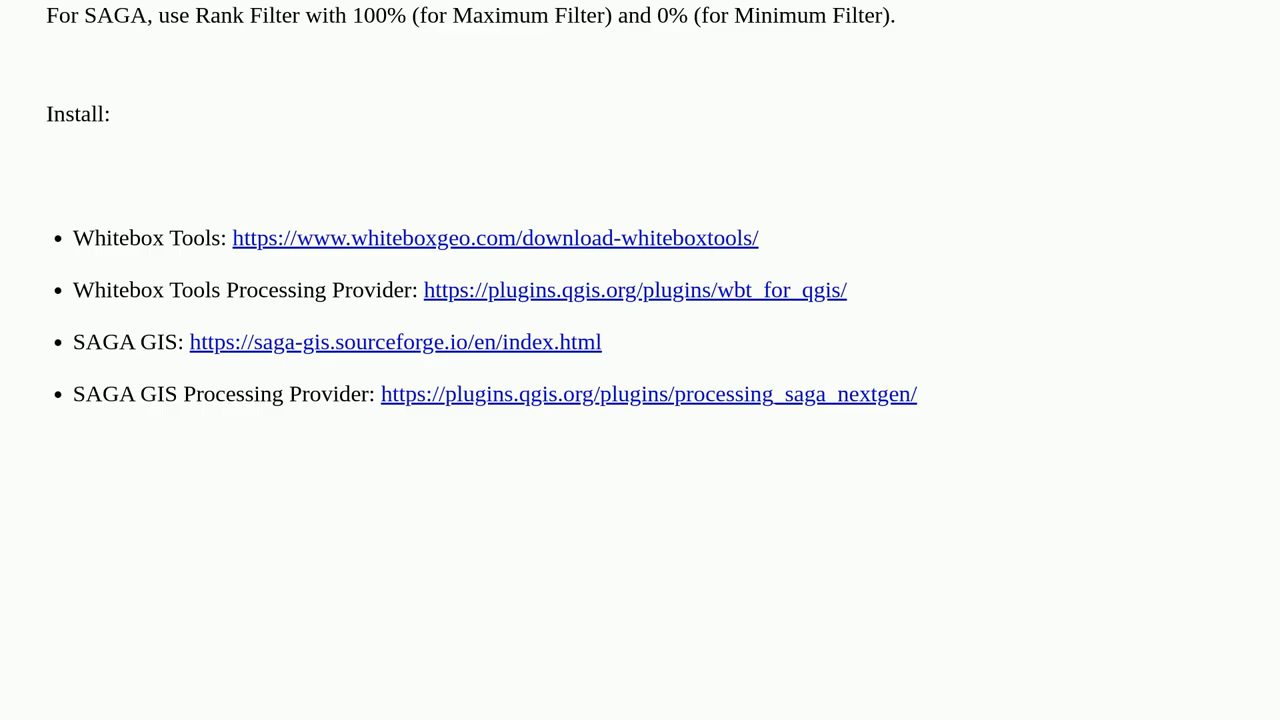 For SAGA, use Rank Filter with 100% (for Maximum Filter) and 0% (for Minimum Filter).
Install:
• Whitebox Tools: https://www.whiteboxgeo.com/download-whiteboxtools/
• Whitebox Tools Processing Provider: https://plugins.qgis.org/plugins/wbt_for_qgis/
• SAGA GIS: https://saga-gis.sourceforge.io/en/index.html
• SAGA GIS Processing Provider: https://plugins.qgis.org/plugins/processing_saga_nextgen/